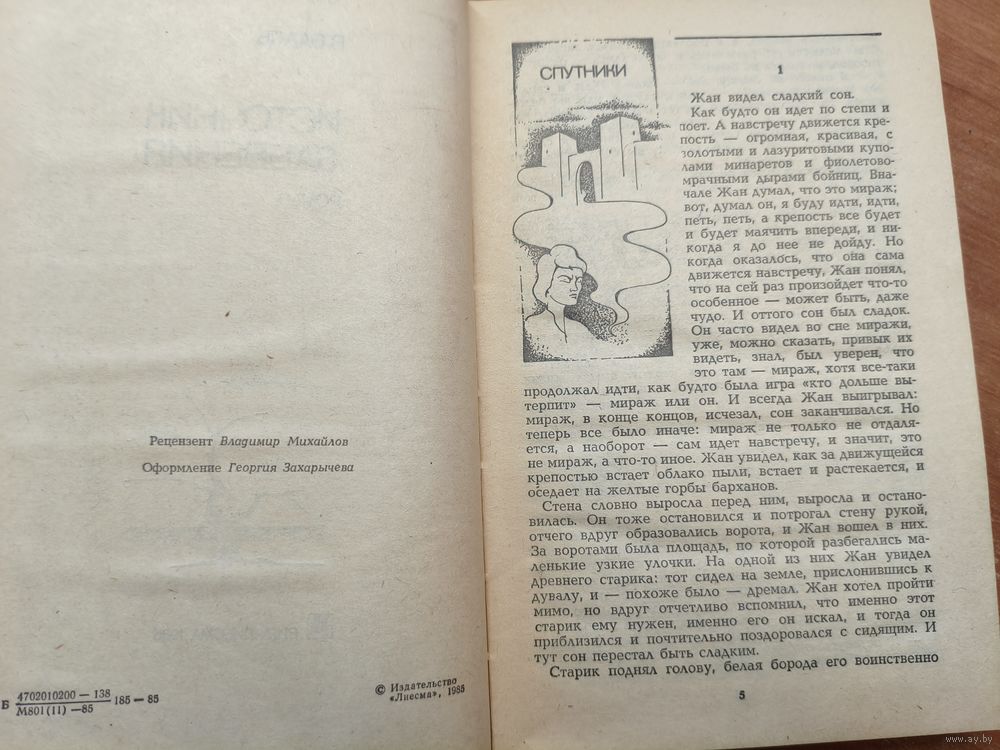 Рецензент Владимир Михайлов
Оформление Георгия Захарычева
Б 4702010200 — 138
М801(11) —85
185 — 85
© Издательство
«Лиесма», 1985
СПУТНИКИ
1
Жан видел сладкий сон.
Как будто он идет по степи и
поет. А навстречу движется кре-
пость — огромная, красивая, с
золотыми и лазуритовыми купо-
лами минаретов и фиолетово-
мрачными дырами бойниц. Вна-
чале Жан думал, что это мираж;
вот, думал он, я буду идти, идти,
петь, петь, а крепость все будет
и будет маячить впереди, и ни-
когда я до нее не дойду. Но
когда оказалось, что она сама
движется навстречу, Жан понял,
что на сей раз произойдет что-то
особенное — может быть, даже
чудо. И оттого сон был сладок.
Он часто видел во сне миражи,
уже, можно сказать, привык их
видеть, знал, был уверен, что
это там — мираж, хотя все-таки
продолжал идти, как будто была игра «кто дольше вы-
терпит» — мираж или он. И всегда Жан выигрывал:
мираж, в конце концов, исчезал, сон заканчивался. Но
теперь все было иначе: мираж не только не отдаля-
ется, а наоборот — сам идет навстречу, и значит, это
не мираж, а что-то иное. Жан увидел, как за движущейся
крепостью встает облако пыли, встает и растекается, и
оседает на желтые горбы барханов.
Стена словно выросла перед ним, выросла и остано-
вилась. Он тоже остановился и потрогал стену рукой,
отчего вдруг образовались ворота, и Жан вошел в них.
За воротами была площадь, по которой разбегались ма-
ленькие узкие улочки. На одной из них Жан увидел
древнего старика: тот сидел на земле, прислонившись к
дувалу, и — похоже было — дремал. Жан хотел пройти
мимо, но вдруг отчетливо вспомнил, что именно этот
старик ему нужен, именно его он искал, и тогда он
приблизился и почтительно поздоровался с сидящим. И
тут сон перестал быть сладким.
Старик поднял голову, белая борода его воинственно
5
www.ay.by